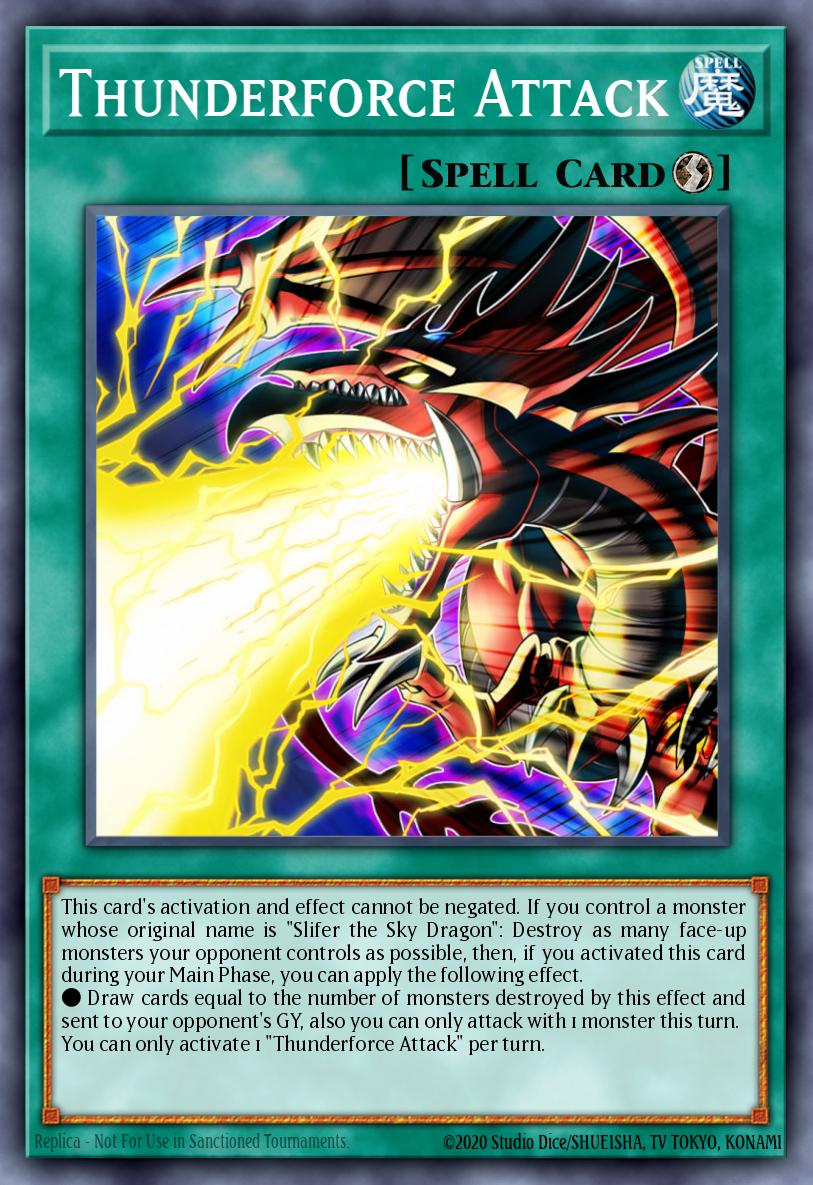 THUNDERFORCE ATTACK
SPELL
魔
[SPELL CARD]
This card's activation and effect cannot be negated. If you control a monster
whose original name is "Slifer the Sky Dragon": Destroy as many face-up
monsters your opponent controls as possible, then, if you activated this card
during your Main Phase, you can apply the following effect.
● Draw cards equal to the number of monsters destroyed by this effect and
sent to your opponent's GY, also you can only attack with 1 monster this turn.
You can only activate 1 "Thunderforce Attack" per turn.
Replica - Not For Use in Sanctioned Tournaments.
©2020 Studio Dice/SHUEISHA, TV TOKYO, KONAMI